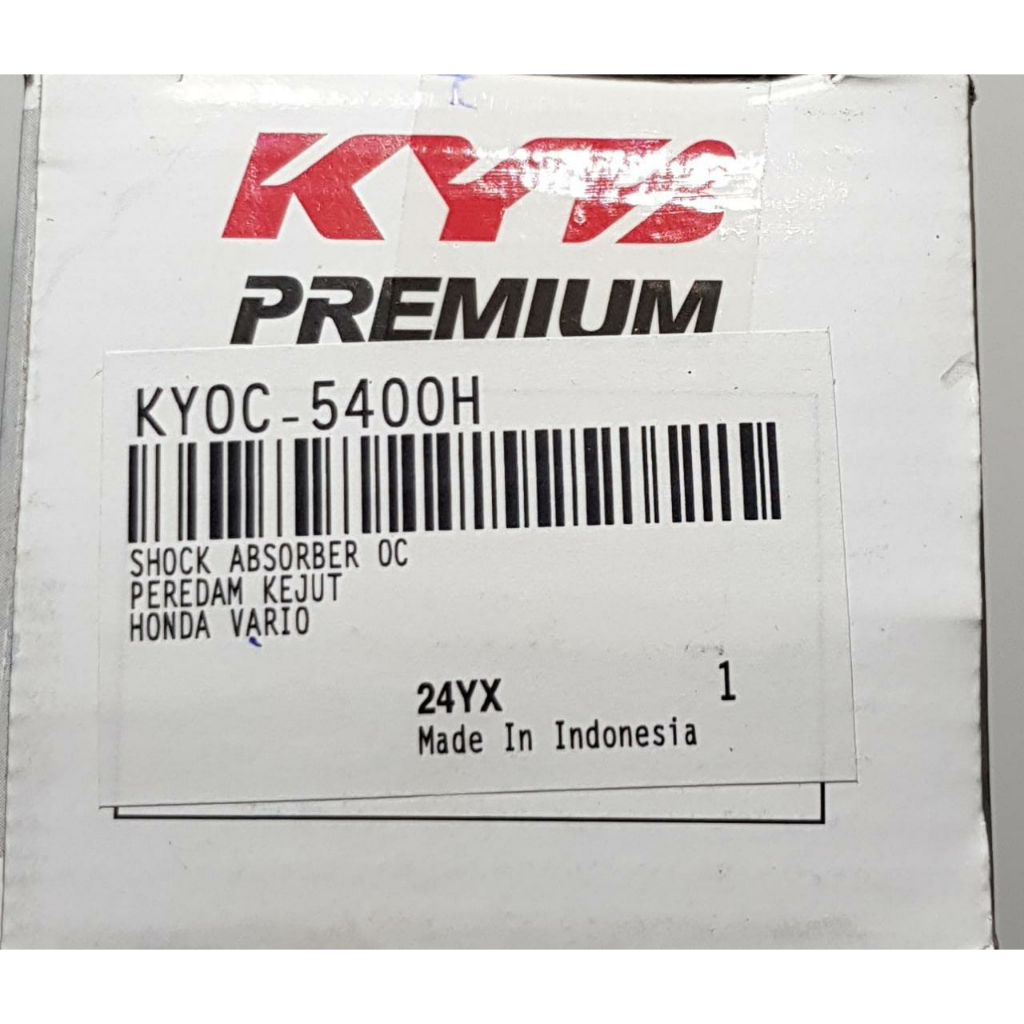 KYB
PREMIUM
KYOC-5400H
SHOCK ABSORBER OC
PEREDAM KEJUT
HONDA VARIO
24YX 1
Made In Indonesia